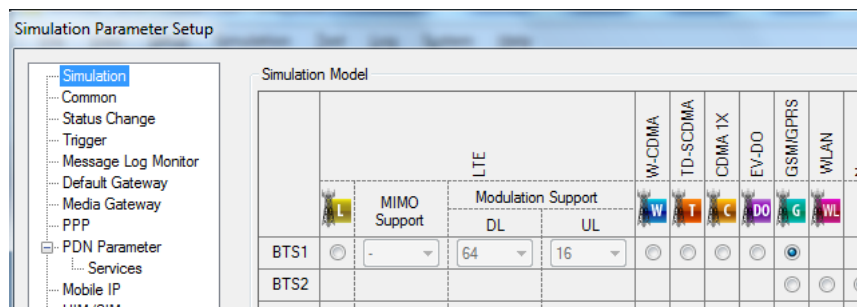 Simulation Parameter Setup
Simulation
Common
Status Change
Trigger
Message Log Monitor
Default Gateway
Media Gateway
PPP
PDN Parameter
Services
Mobile IP
Simulation Model
LTE
W-CDMA
TD-SCDMA
CDMA 1X
EV-DO
GSM/GPRS
WLAN
L
MIMO
Support
Modulation Support
DL
UL
W
T
C
DO
G
WL
BTS1
-
64
16
BTS2